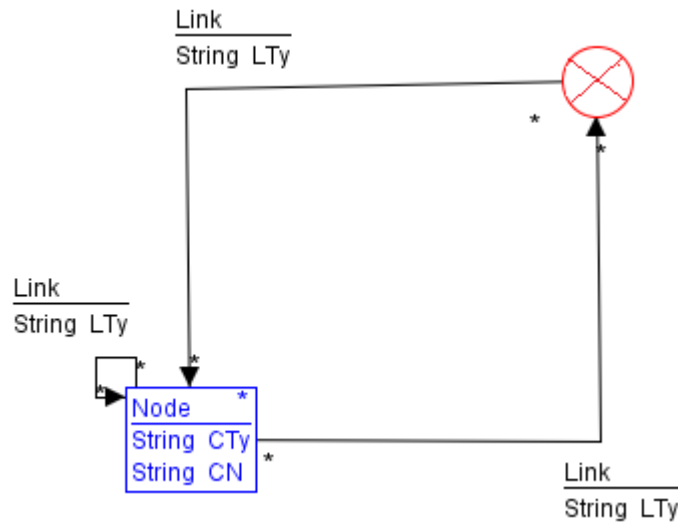 Link
String LTy
*
*
Link
String LTy
*
*
*
Node *
String CTy
String CN
*
Link
String LTy